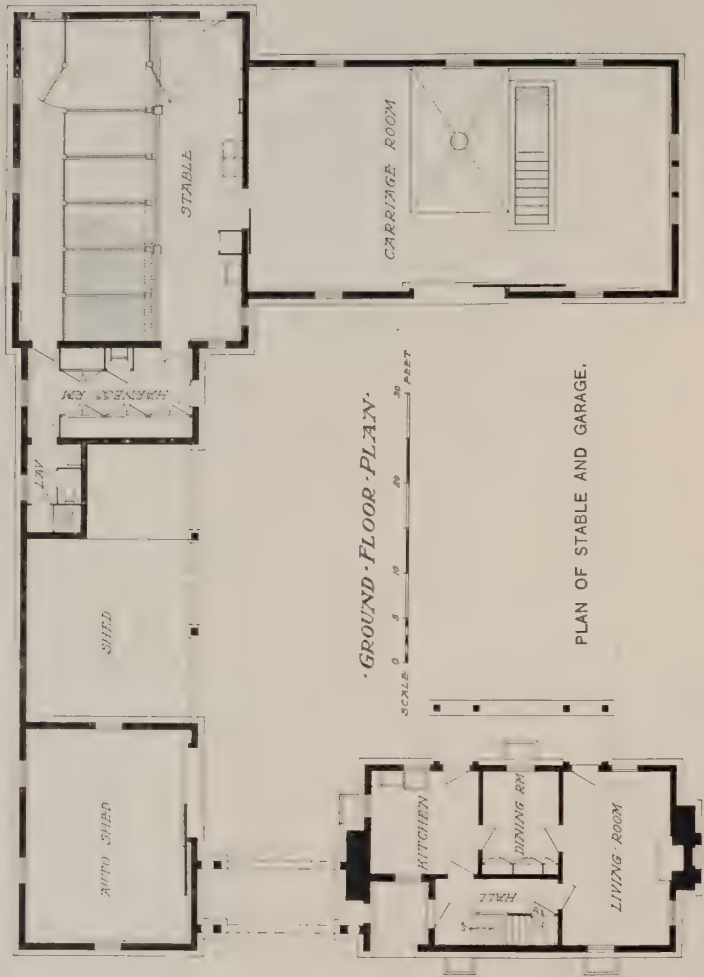 STABLE
CARRIAGE ROOM
HARNESS RM
LAV
SHED
AUTO SHED
·GROUND·FLOOR·PLAN·
SCALE 0 5 10 20 30 FEET
KITCHEN
DINING RM
HALL
LIVING·ROOM
PLAN OF STABLE AND GARAGE.